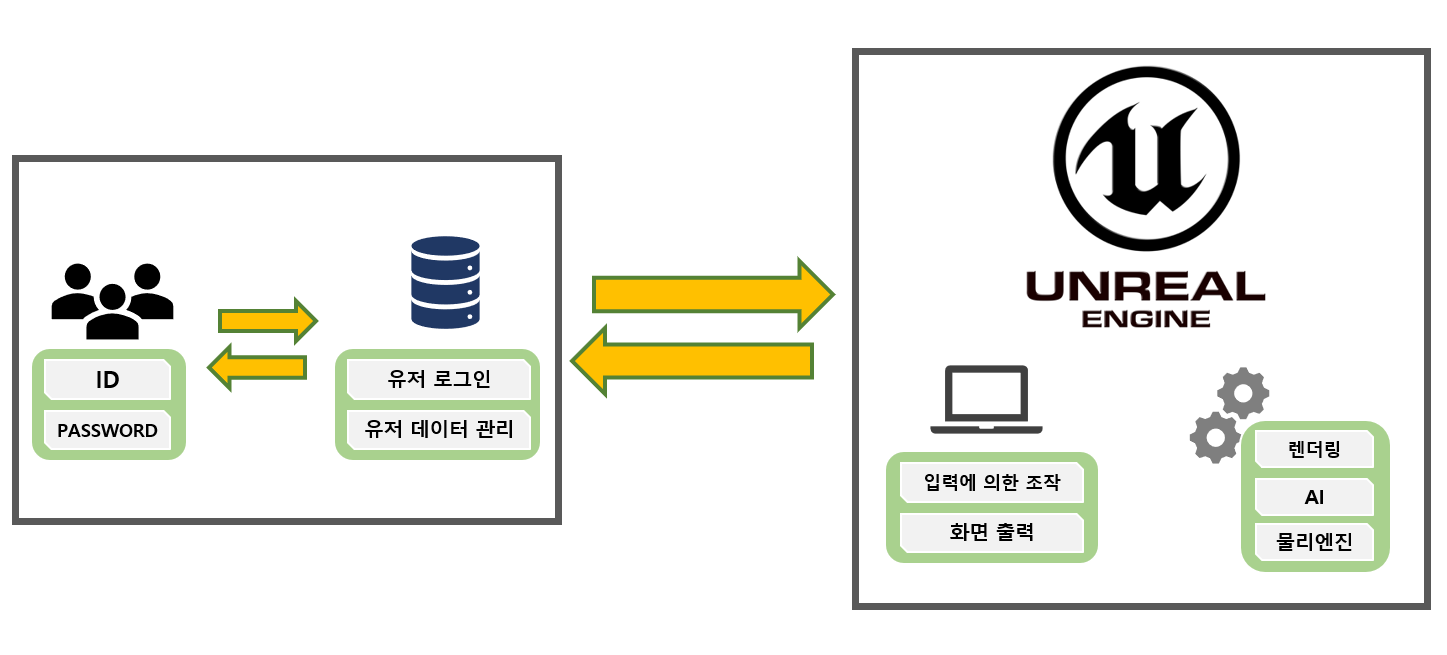 ID
PASSWORD
유저 로그인
유저 데이터 관리
UNREAL
ENGINE
입력에 의한 조작
화면 출력
렌더링
AI
물리엔진